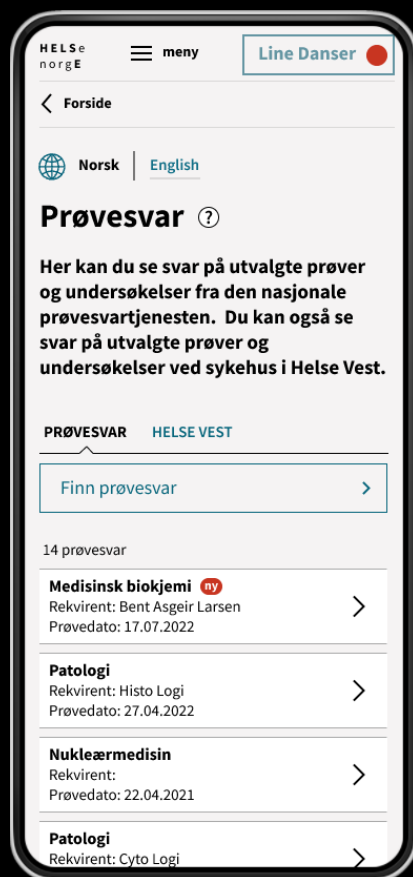 HELSe
norgE
meny
Line Danser
Forside
Norsk
English
Prøvesvar ?
Her kan du se svar på utvalgte prøver
og undersøkelser fra den nasjonale
prøvesvartjenesten. Du kan også se
svar på utvalgte prøver og
undersøkelser ved sykehus i Helse Vest.
PRØVESVAR HELSE VEST
Finn prøvesvar
14 prøvesvar
Medisinsk biokjemi ny
Rekvirent: Bent Asgeir Larsen
Prøvedato: 17.07.2022
Patologi
Rekvirent: Histo Logi
Prøvedato: 27.04.2022
Nukleærmedisin
Rekvirent:
Prøvedato: 22.04.2021
Patologi
Rekvirent: Cyto Logi